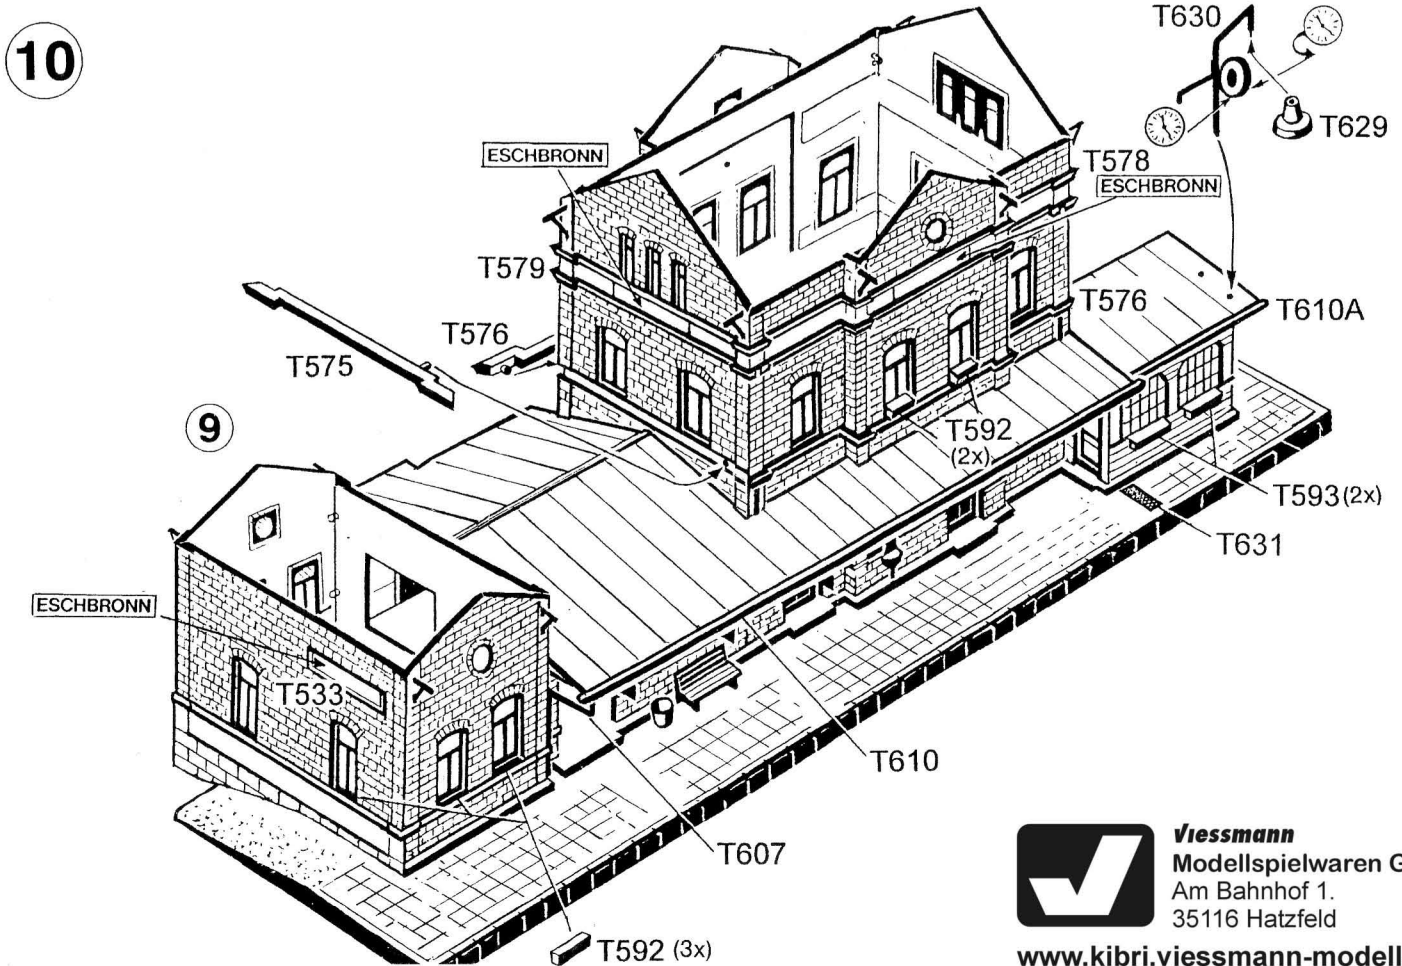 10
T630
T629
ESCHBRONN
T578
ESCHBRONN
T579
T576
T575
T576
T610A
9
T592
(2x)
T593 (2x)
T631
ESCHBRONN
T533
T610
T607
T592 (3x)
Viessmann
Modellspielwaren G
Am Bahnhof 1.
35116 Hatzfeld
www.kibri.viessmann-modell